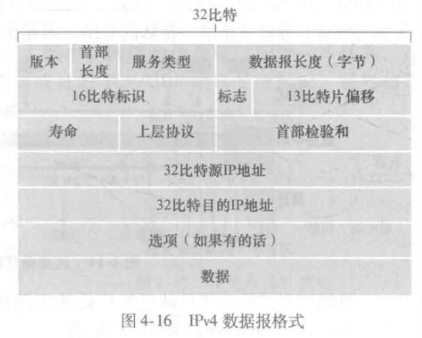 32比特
版本 首部长度 服务类型 数据报长度（字节）
16比特标识 标志 13比特片偏移
寿命 上层协议 首部检验和
32比特源IP地址
32比特目的IP地址
选项（如果有的话）
数据
图4-16 IPv4数据报格式